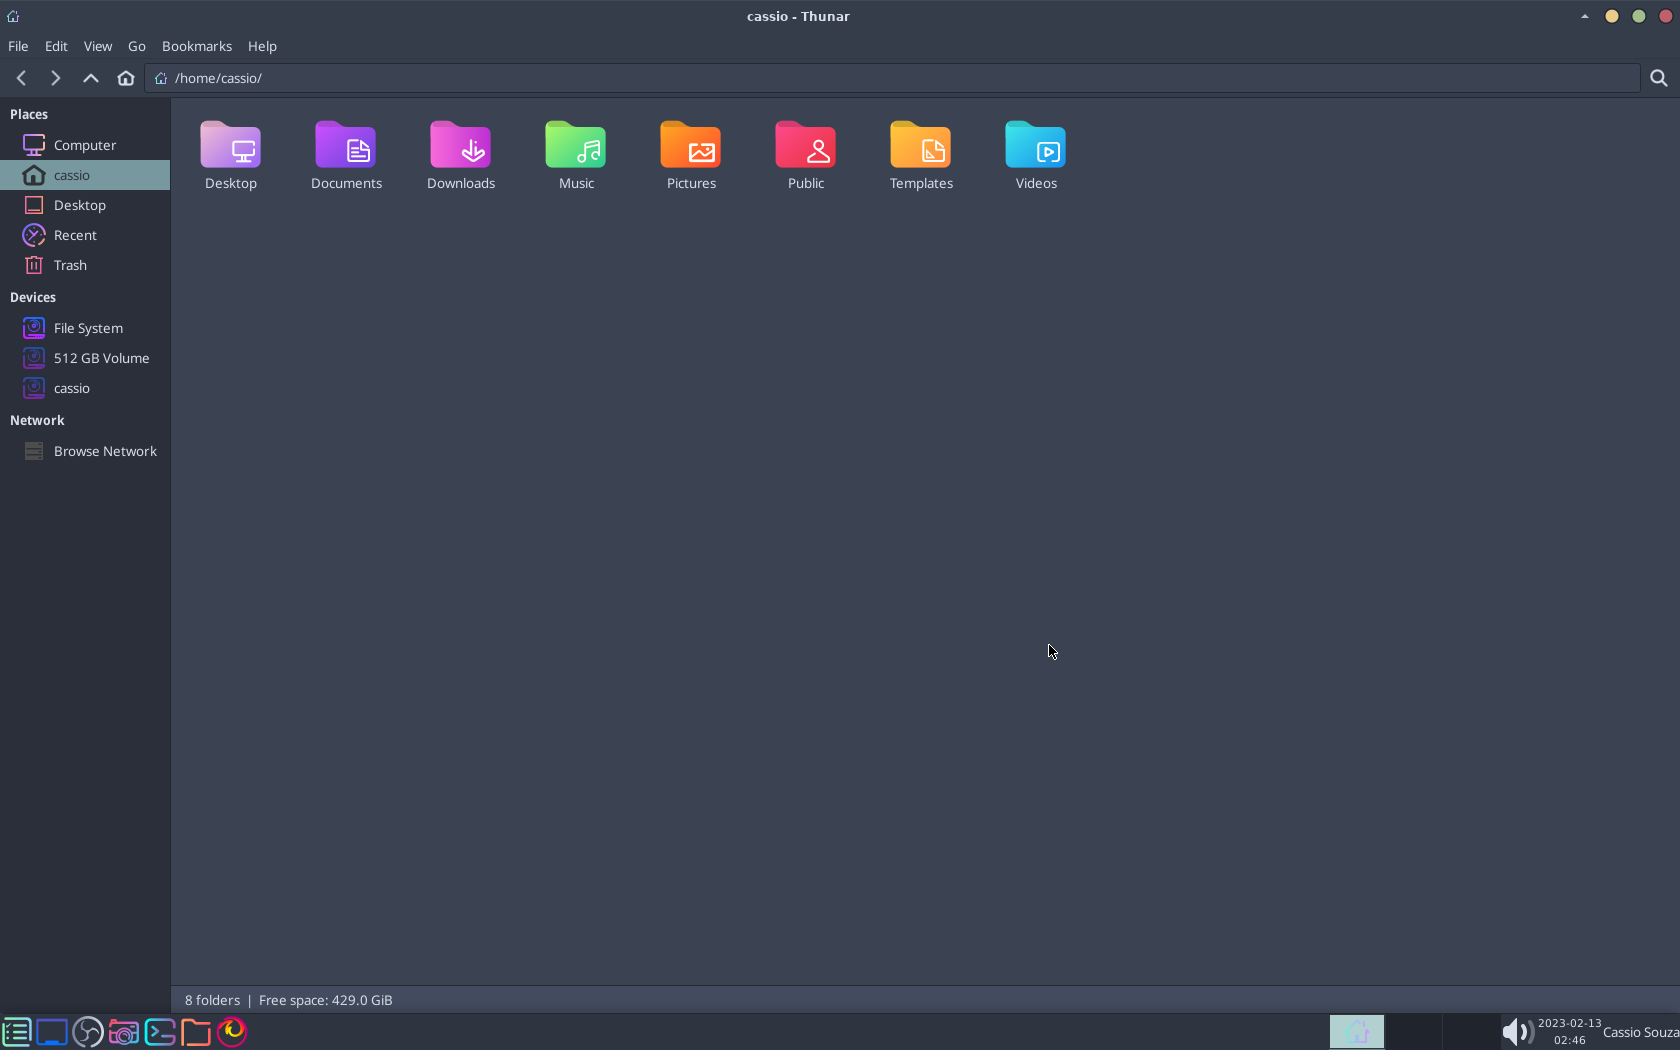 cassio - Thunar
File Edit View Go Bookmarks Help
/home/cassio/
Places
Computer
cassio
Desktop
Recent
Trash
Devices
File System
512 GB Volume
cassio
Network
Browse Network
Desktop Documents Downloads Music Pictures Public Templates Videos
8 folders | Free space: 429.0 GiB
2023-02-13
02:46
Cassio Souza